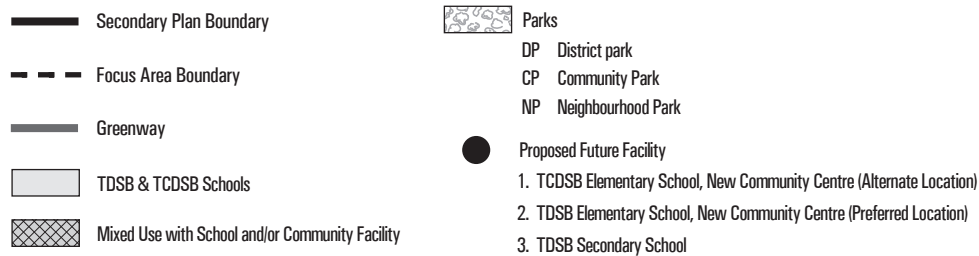 Secondary Plan Boundary
Focus Area Boundary
Greenway
TDSB & TCDSB Schools
Mixed Use with School and/or Community Facility
Parks
DP District park
CP Community Park
NP Neighbourhood Park
Proposed Future Facility
1. TCDSB Elementary School, New Community Centre (Alternate Location)
2. TDSB Elementary School, New Community Centre (Preferred Location)
3. TDSB Secondary School